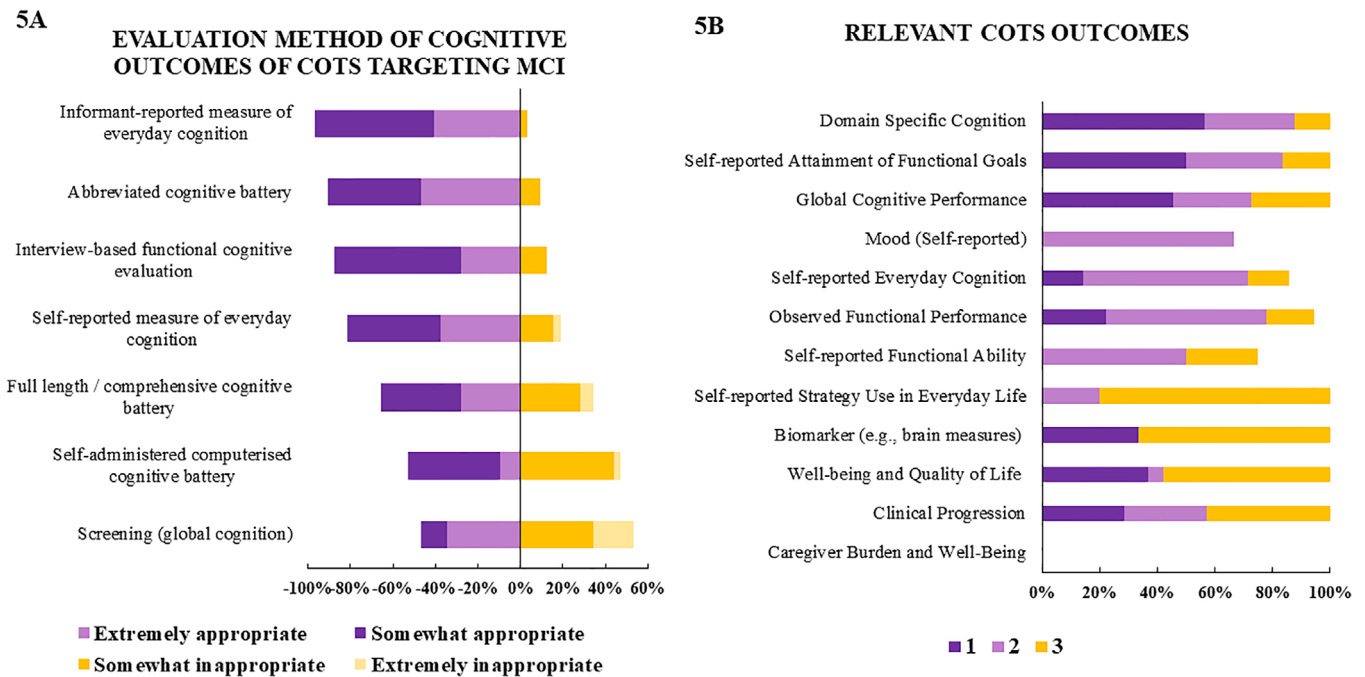 5A
EVALUATION METHOD OF COGNITIVE
OUTCOMES OF COTS TARGETING MCI
Informant-reported measure of
everyday cognition
Abbreviated cognitive battery
Interview-based functional cognitive
evaluation
Self-reported measure of everyday
cognition
Full length / comprehensive cognitive
battery
Self-administered computerised
cognitive battery
Screening (global cognition)
-100% -80% -60% -40% -20% 0% 20% 40% 60%
Extremely appropriate
Somewhat appropriate
Somewhat inappropriate
Extremely inappropriate
5B
RELEVANT COTS OUTCOMES
Domain Specific Cognition
Self-reported Attainment of Functional Goals
Global Cognitive Performance
Mood (Self-reported)
Self-reported Everyday Cognition
Observed Functional Performance
Self-reported Functional Ability
Self-reported Strategy Use in Everyday Life
Biomarker (e.g., brain measures)
Well-being and Quality of Life
Clinical Progression
Caregiver Burden and Well-Being
0% 20% 40% 60% 80% 100%
1 2 3